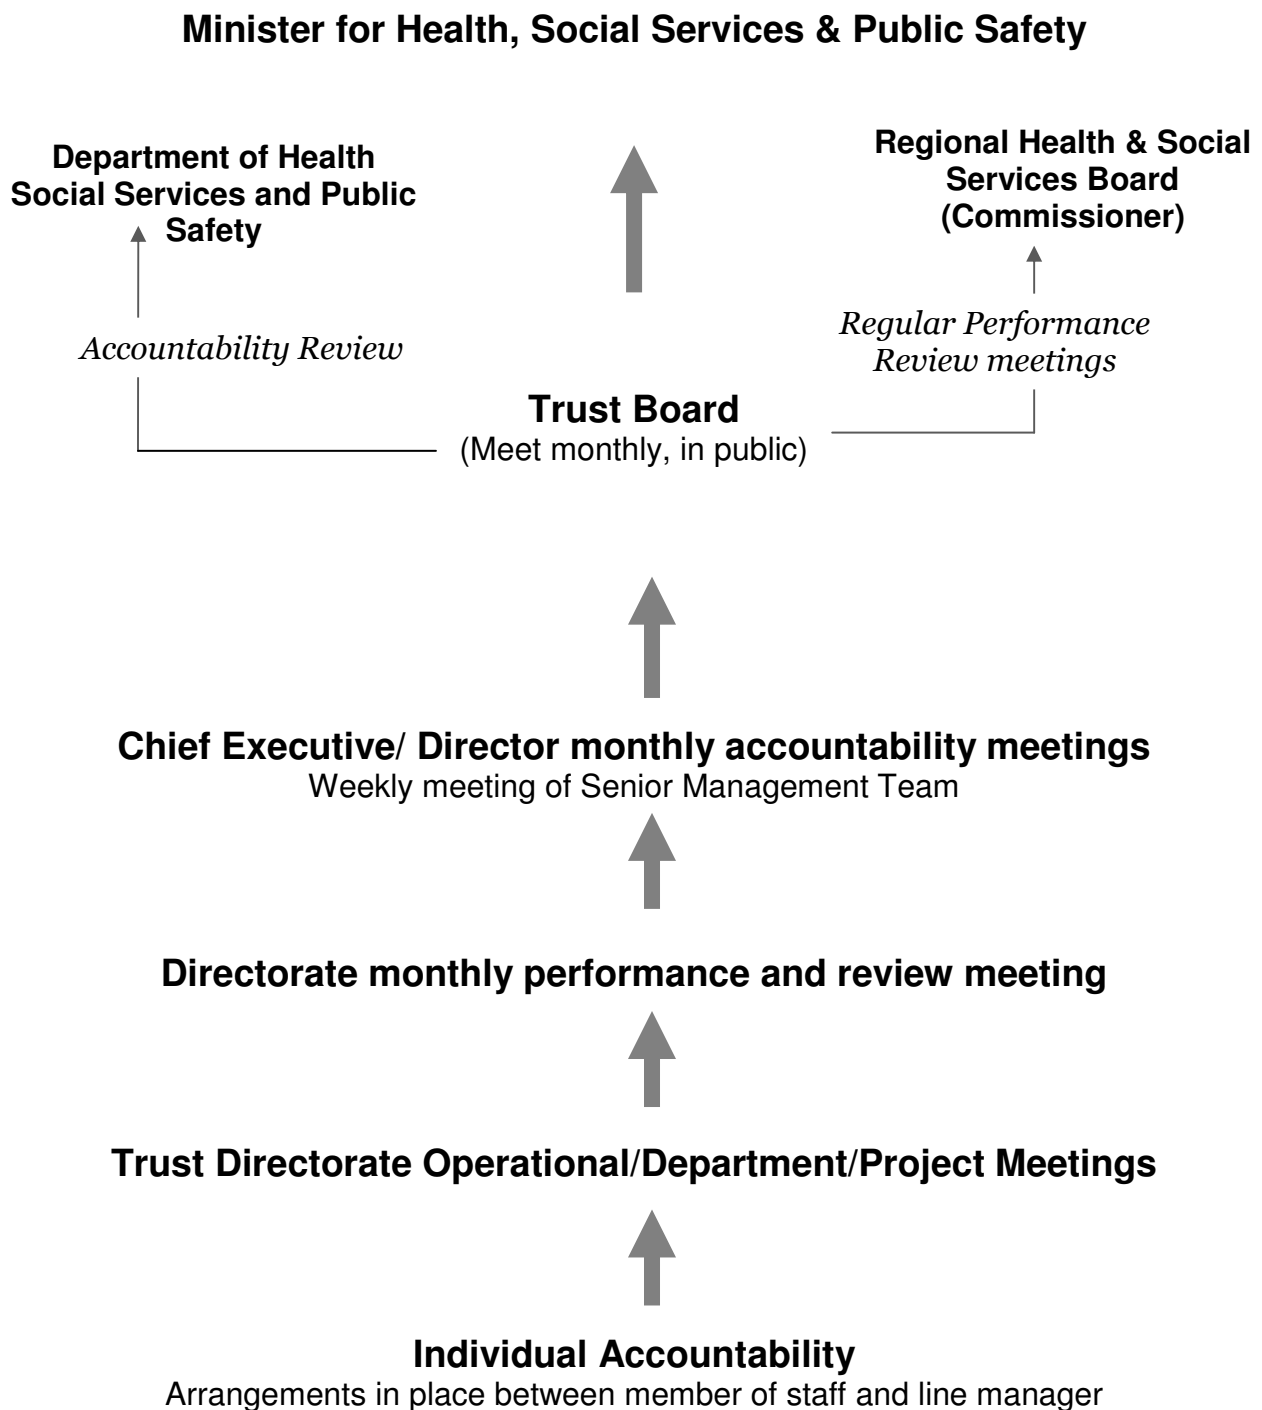 Minister for Health, Social Services & Public Safety
Department of Health
Social Services and Public
Safety
Regional Health & Social
Services Board
(Commissioner)
Accountability Review
Regular Performance
Review meetings
Trust Board
(Meet monthly, in public)
Chief Executive/ Director monthly accountability meetings
Weekly meeting of Senior Management Team
Directorate monthly performance and review meeting
Trust Directorate Operational/Department/Project Meetings
Individual Accountability
Arrangements in place between member of staff and line manager